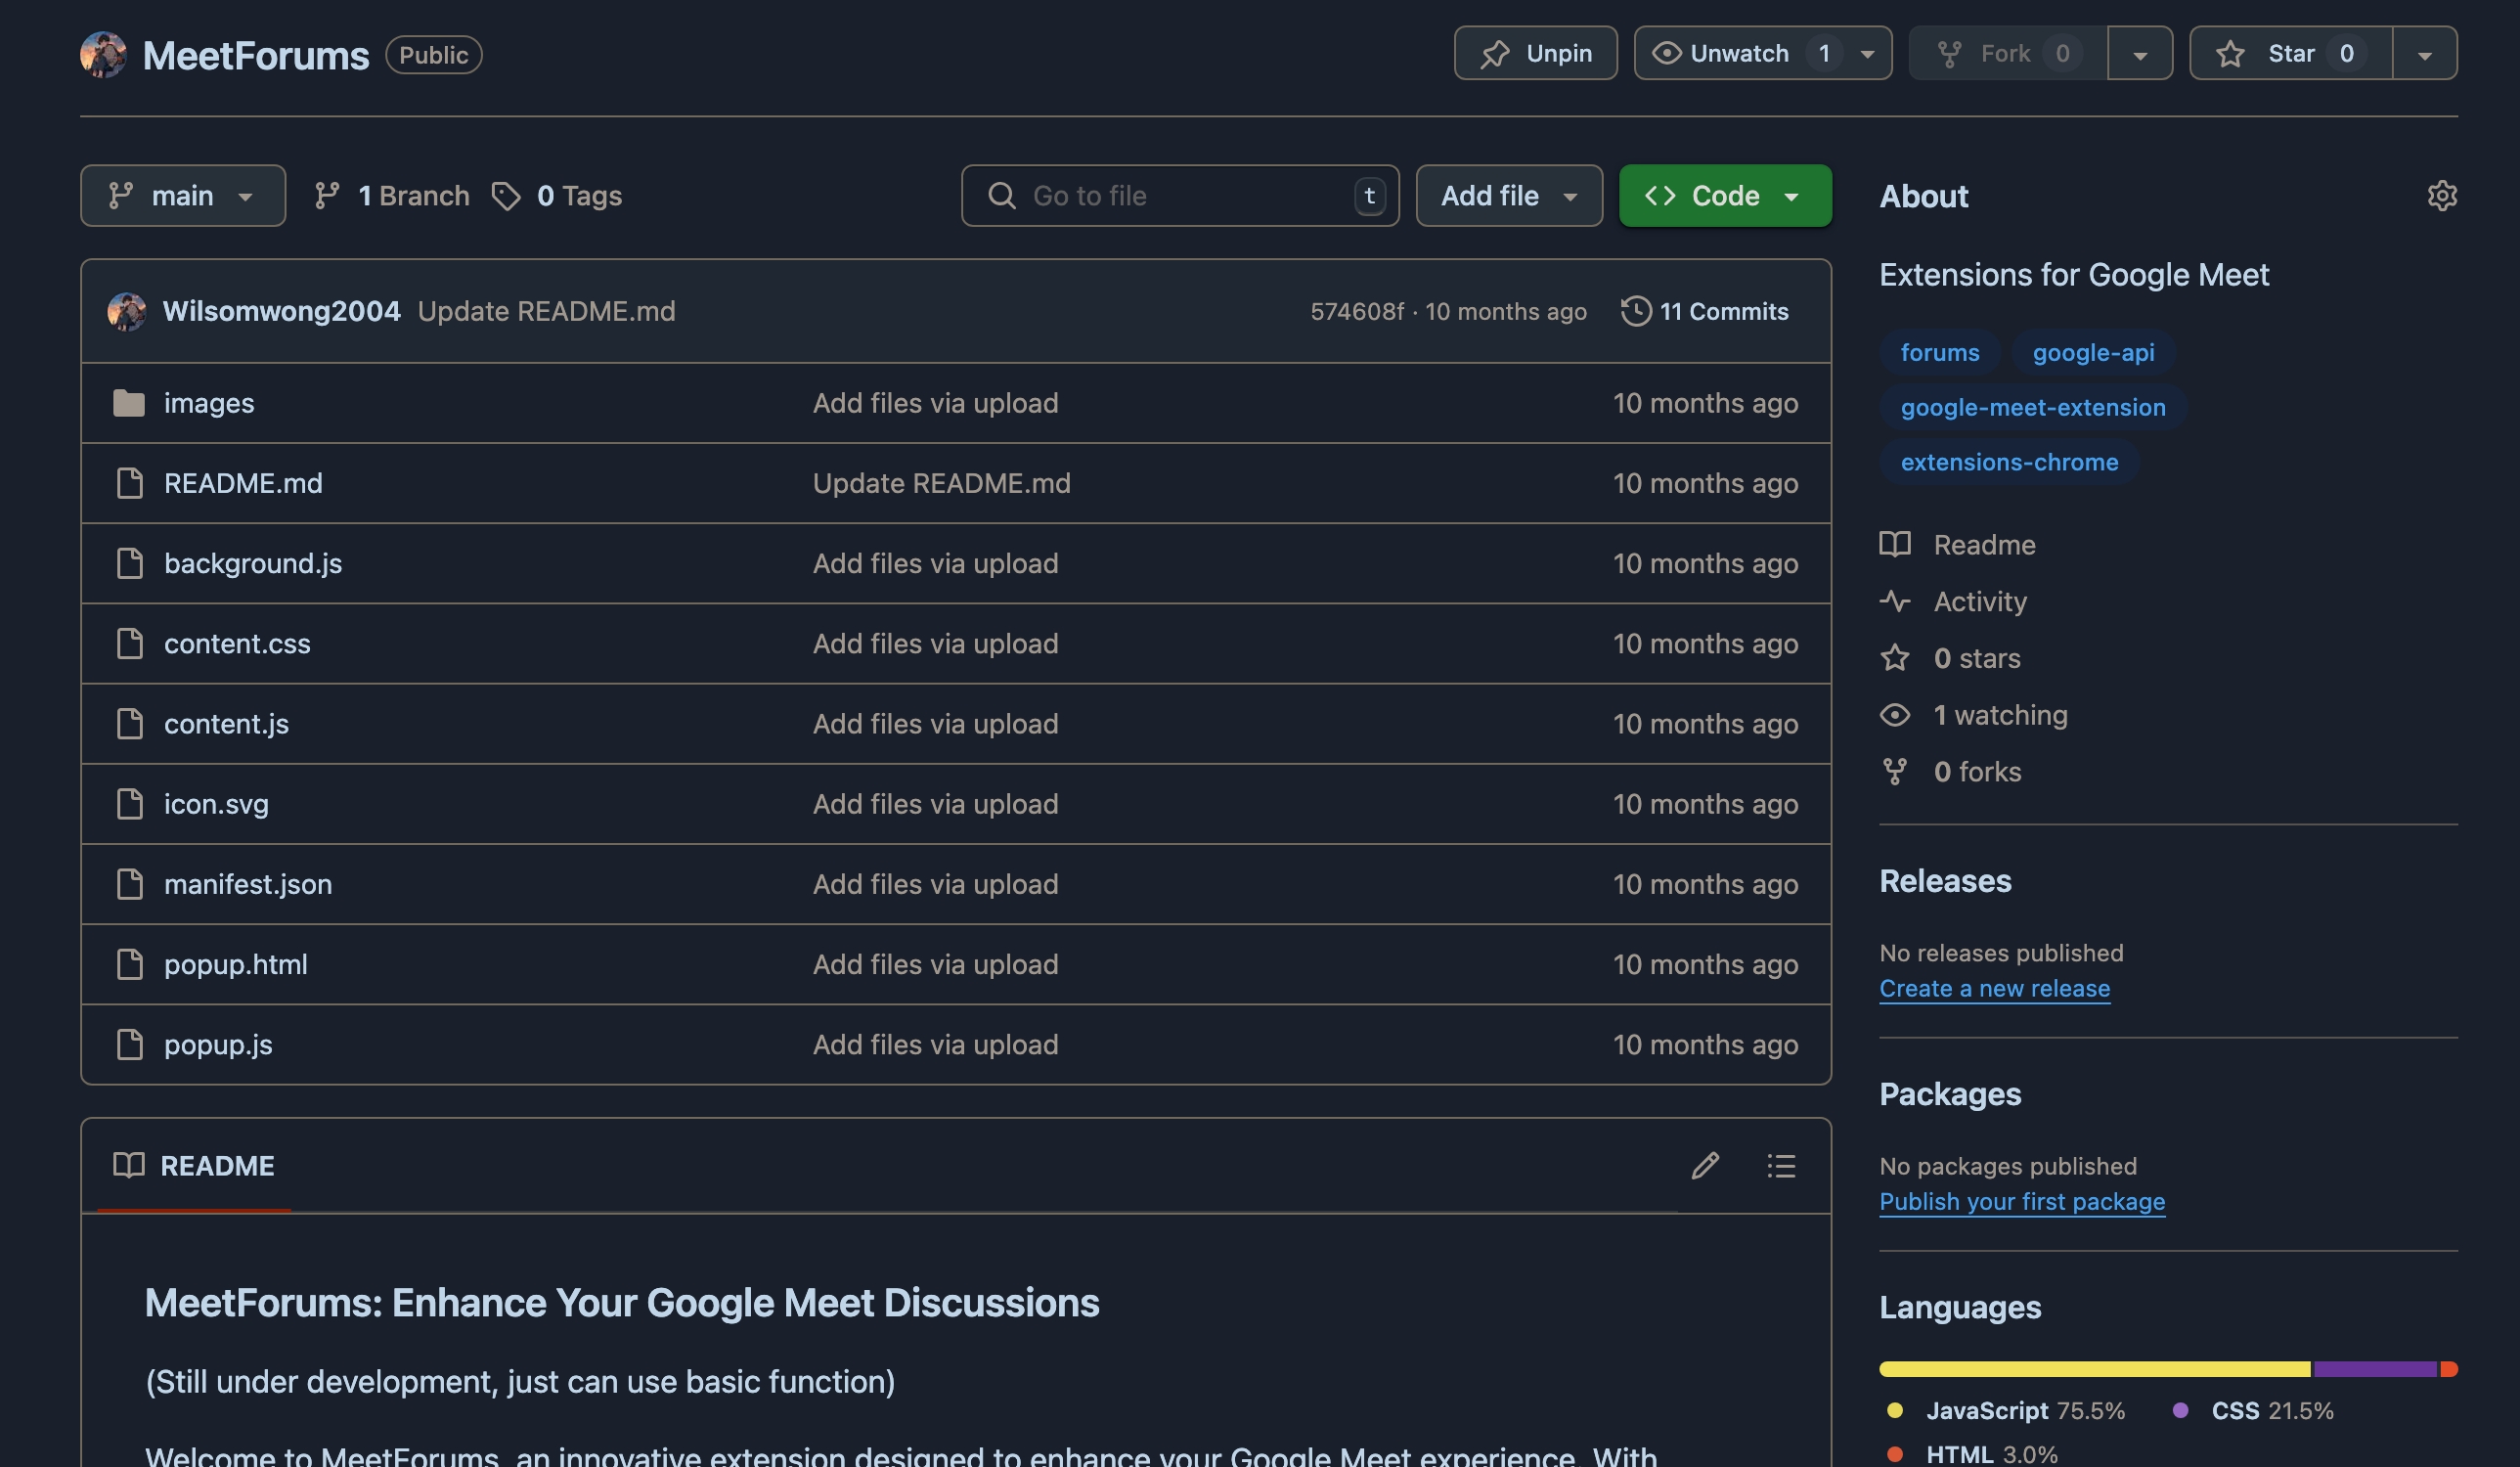 MeetForums Public
Unpin
Unwatch 1
Fork 0
Star 0
main
1 Branch
0 Tags
Go to file t
Add file
Code
Wilsomwong2004 Update README.md 574608f · 10 months ago 11 Commits
images Add files via upload 10 months ago
README.md Update README.md 10 months ago
background.js Add files via upload 10 months ago
content.css Add files via upload 10 months ago
content.js Add files via upload 10 months ago
icon.svg Add files via upload 10 months ago
manifest.json Add files via upload 10 months ago
popup.html Add files via upload 10 months ago
popup.js Add files via upload 10 months ago
README
MeetForums: Enhance Your Google Meet Discussions
(Still under development, just can use basic function)
Welcome to MeetForums, an innovative extension designed to enhance your Google Meet experience. With
About
Extensions for Google Meet
forums google-api
google-meet-extension
extensions-chrome
Readme
Activity
0 stars
1 watching
0 forks
Releases
No releases published
Create a new release
Packages
No packages published
Publish your first package
Languages
JavaScript 75.5% CSS 21.5%
HTML 3.0%